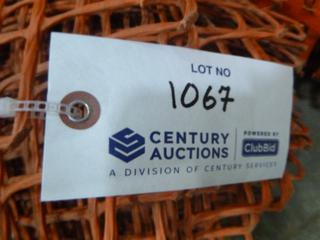 LOT NO
1067
CENTURY POWERED BY
AUCTIONS ClubBid
A DIVISION OF CENTURY SERVICES